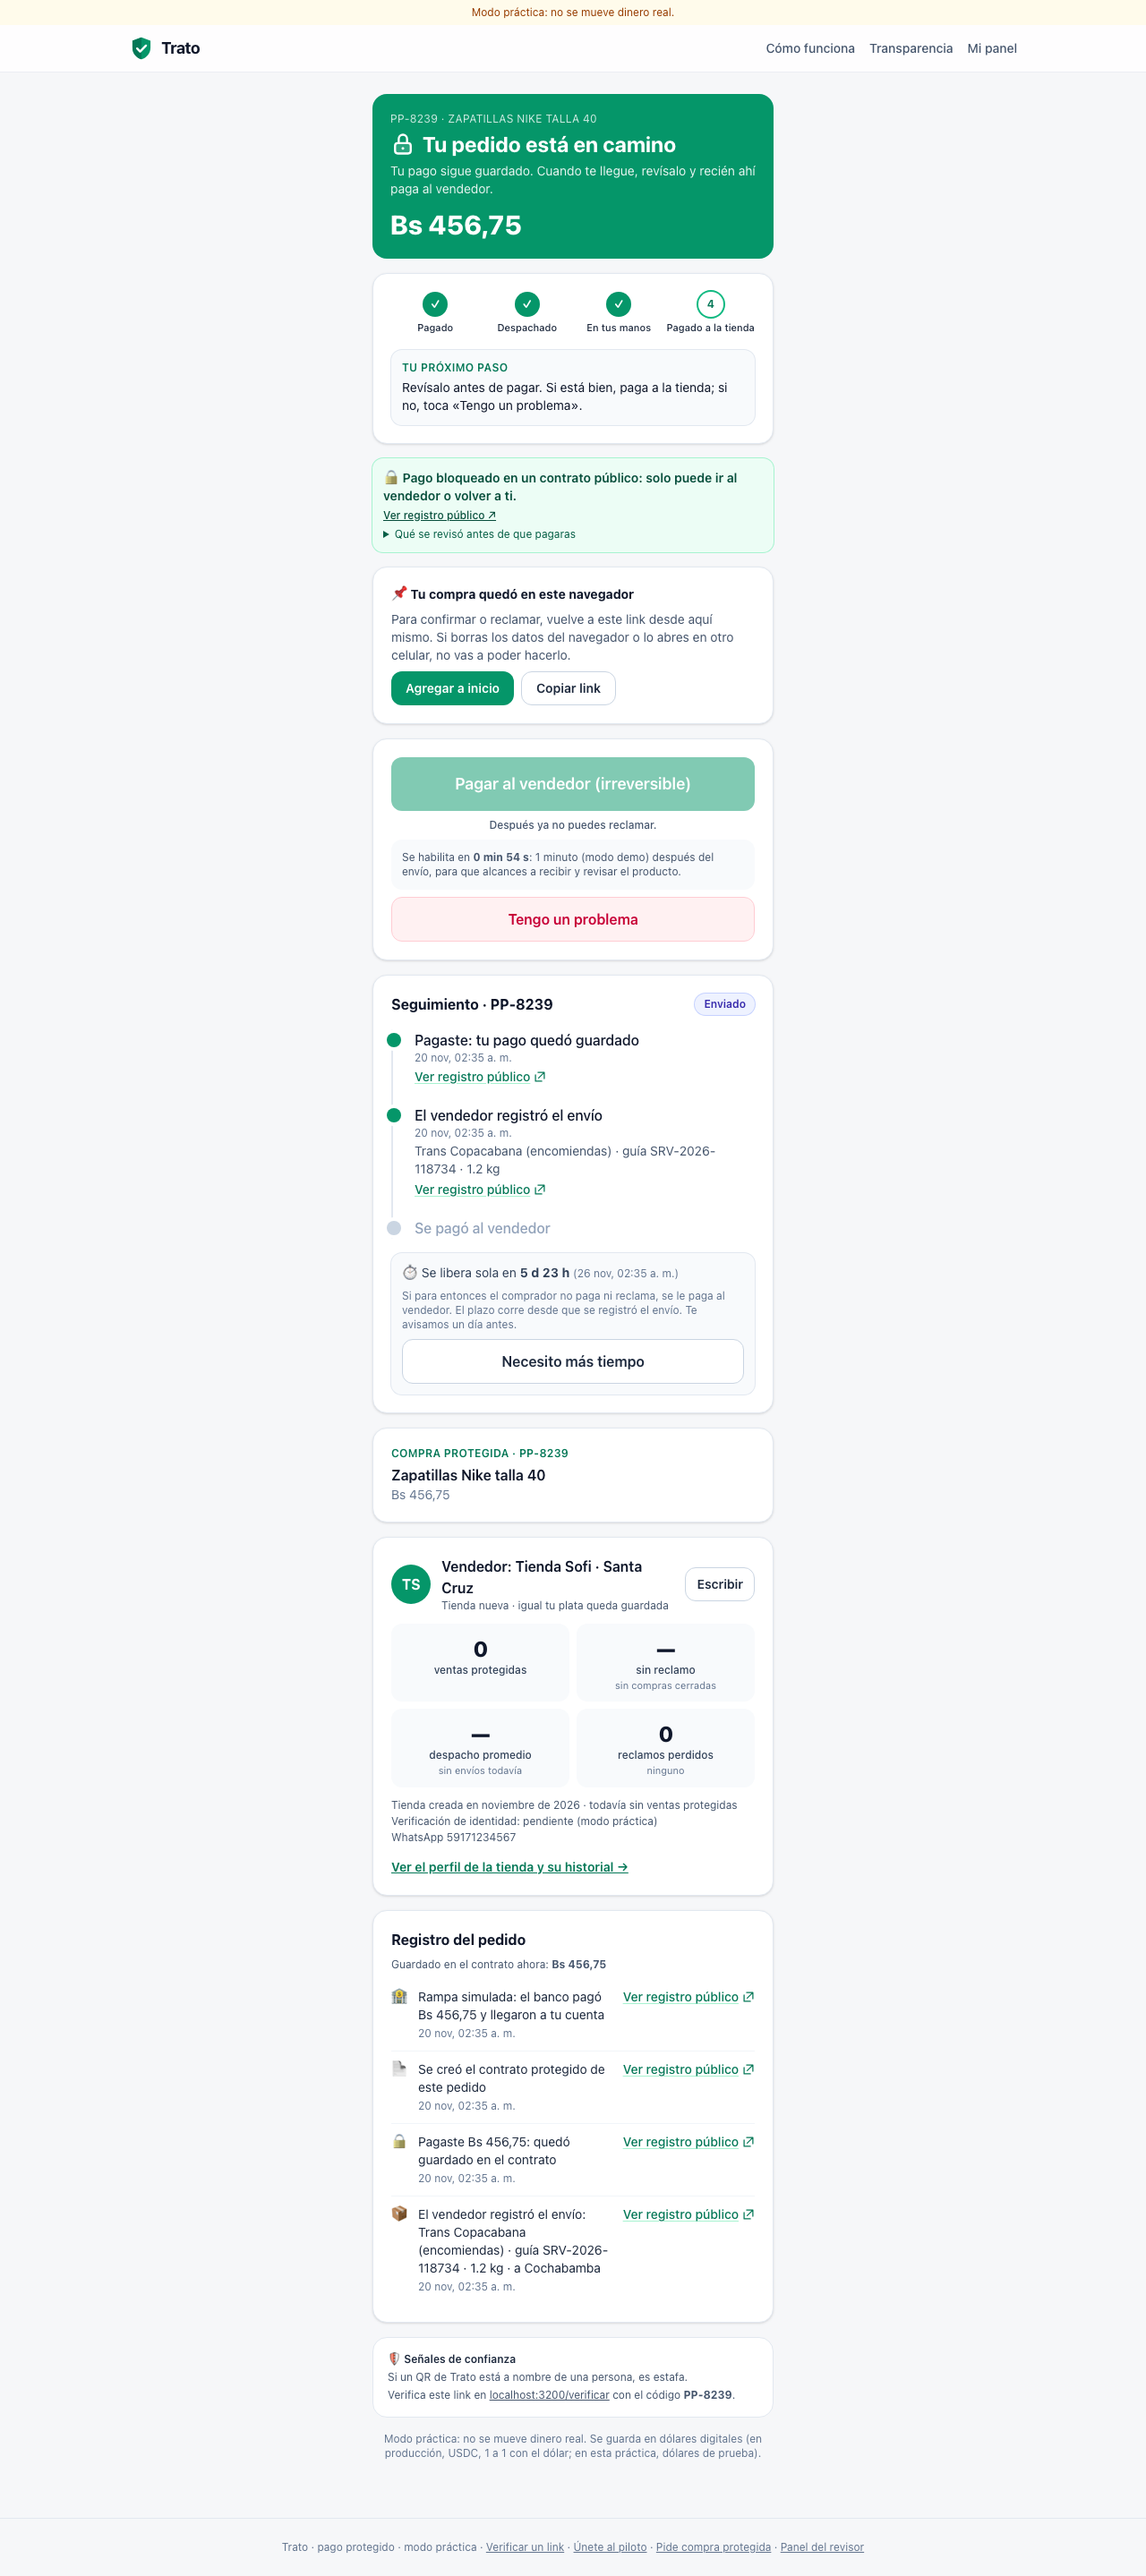 Modo práctica: no se mueve dinero real.
Trato
Cómo funciona Transparencia Mi panel
PP-8239 · ZAPATILLAS NIKE TALLA 40
Tu pedido está en camino
Tu pago sigue guardado. Cuando te llegue, revísalo y recién ahí
paga al vendedor.
Bs 456,75
4
Pagado Despachado En tus manos Pagado a la tienda
TU PRÓXIMO PASO
Revísalo antes de pagar. Si está bien, paga a la tienda; si
no, toca «Tengo un problema».
Pago bloqueado en un contrato público: solo puede ir al
vendedor o volver a ti.
Ver registro público ↗
▶ Qué se revisó antes de que pagaras
Tu compra quedó en este navegador
Para confirmar o reclamar, vuelve a este link desde aquí
mismo. Si borras los datos del navegador o lo abres en otro
celular, no vas a poder hacerlo.
Agregar a inicio Copiar link
Pagar al vendedor (irreversible)
Después ya no puedes reclamar.
Se habilita en 0 min 54 s: 1 minuto (modo demo) después del
envío, para que alcances a recibir y revisar el producto.
Tengo un problema
Seguimiento · PP-8239 Enviado
Pagaste: tu pago quedó guardado
20 nov, 02:35 a. m.
Ver registro público
El vendedor registró el envío
20 nov, 02:35 a. m.
Trans Copacabana (encomiendas) · guía SRV-2026-
118734 · 1.2 kg
Ver registro público
Se pagó al vendedor
Se libera sola en 5 d 23 h (26 nov, 02:35 a. m.)
Si para entonces el comprador no paga ni reclama, se le paga al
vendedor. El plazo corre desde que se registró el envío. Te
avisamos un día antes.
Necesito más tiempo
COMPRA PROTEGIDA · PP-8239
Zapatillas Nike talla 40
Bs 456,75
TS
Vendedor: Tienda Sofi · Santa
Cruz
Tienda nueva · igual tu plata queda guardada
Escribir
0
ventas protegidas
—
sin reclamo
sin compras cerradas
—
despacho promedio
sin envíos todavía
0
reclamos perdidos
ninguno
Tienda creada en noviembre de 2026 · todavía sin ventas protegidas
Verificación de identidad: pendiente (modo práctica)
WhatsApp 59171234567
Ver el perfil de la tienda y su historial →
Registro del pedido
Guardado en el contrato ahora: Bs 456,75
Rampa simulada: el banco pagó
Bs 456,75 y llegaron a tu cuenta
20 nov, 02:35 a. m.
Ver registro público
Se creó el contrato protegido de
este pedido
20 nov, 02:35 a. m.
Ver registro público
Pagaste Bs 456,75: quedó
guardado en el contrato
20 nov, 02:35 a. m.
Ver registro público
El vendedor registró el envío:
Trans Copacabana
(encomiendas) · guía SRV-2026-
118734 · 1.2 kg · a Cochabamba
20 nov, 02:35 a. m.
Ver registro público
Señales de confianza
Si un QR de Trato está a nombre de una persona, es estafa.
Verifica este link en localhost:3200/verificar con el código PP-8239.
Modo práctica: no se mueve dinero real. Se guarda en dólares digitales (en
producción, USDC, 1 a 1 con el dólar; en esta práctica, dólares de prueba).
Trato · pago protegido · modo práctica · Verificar un link · Únete al piloto · Pide compra protegida · Panel del revisor